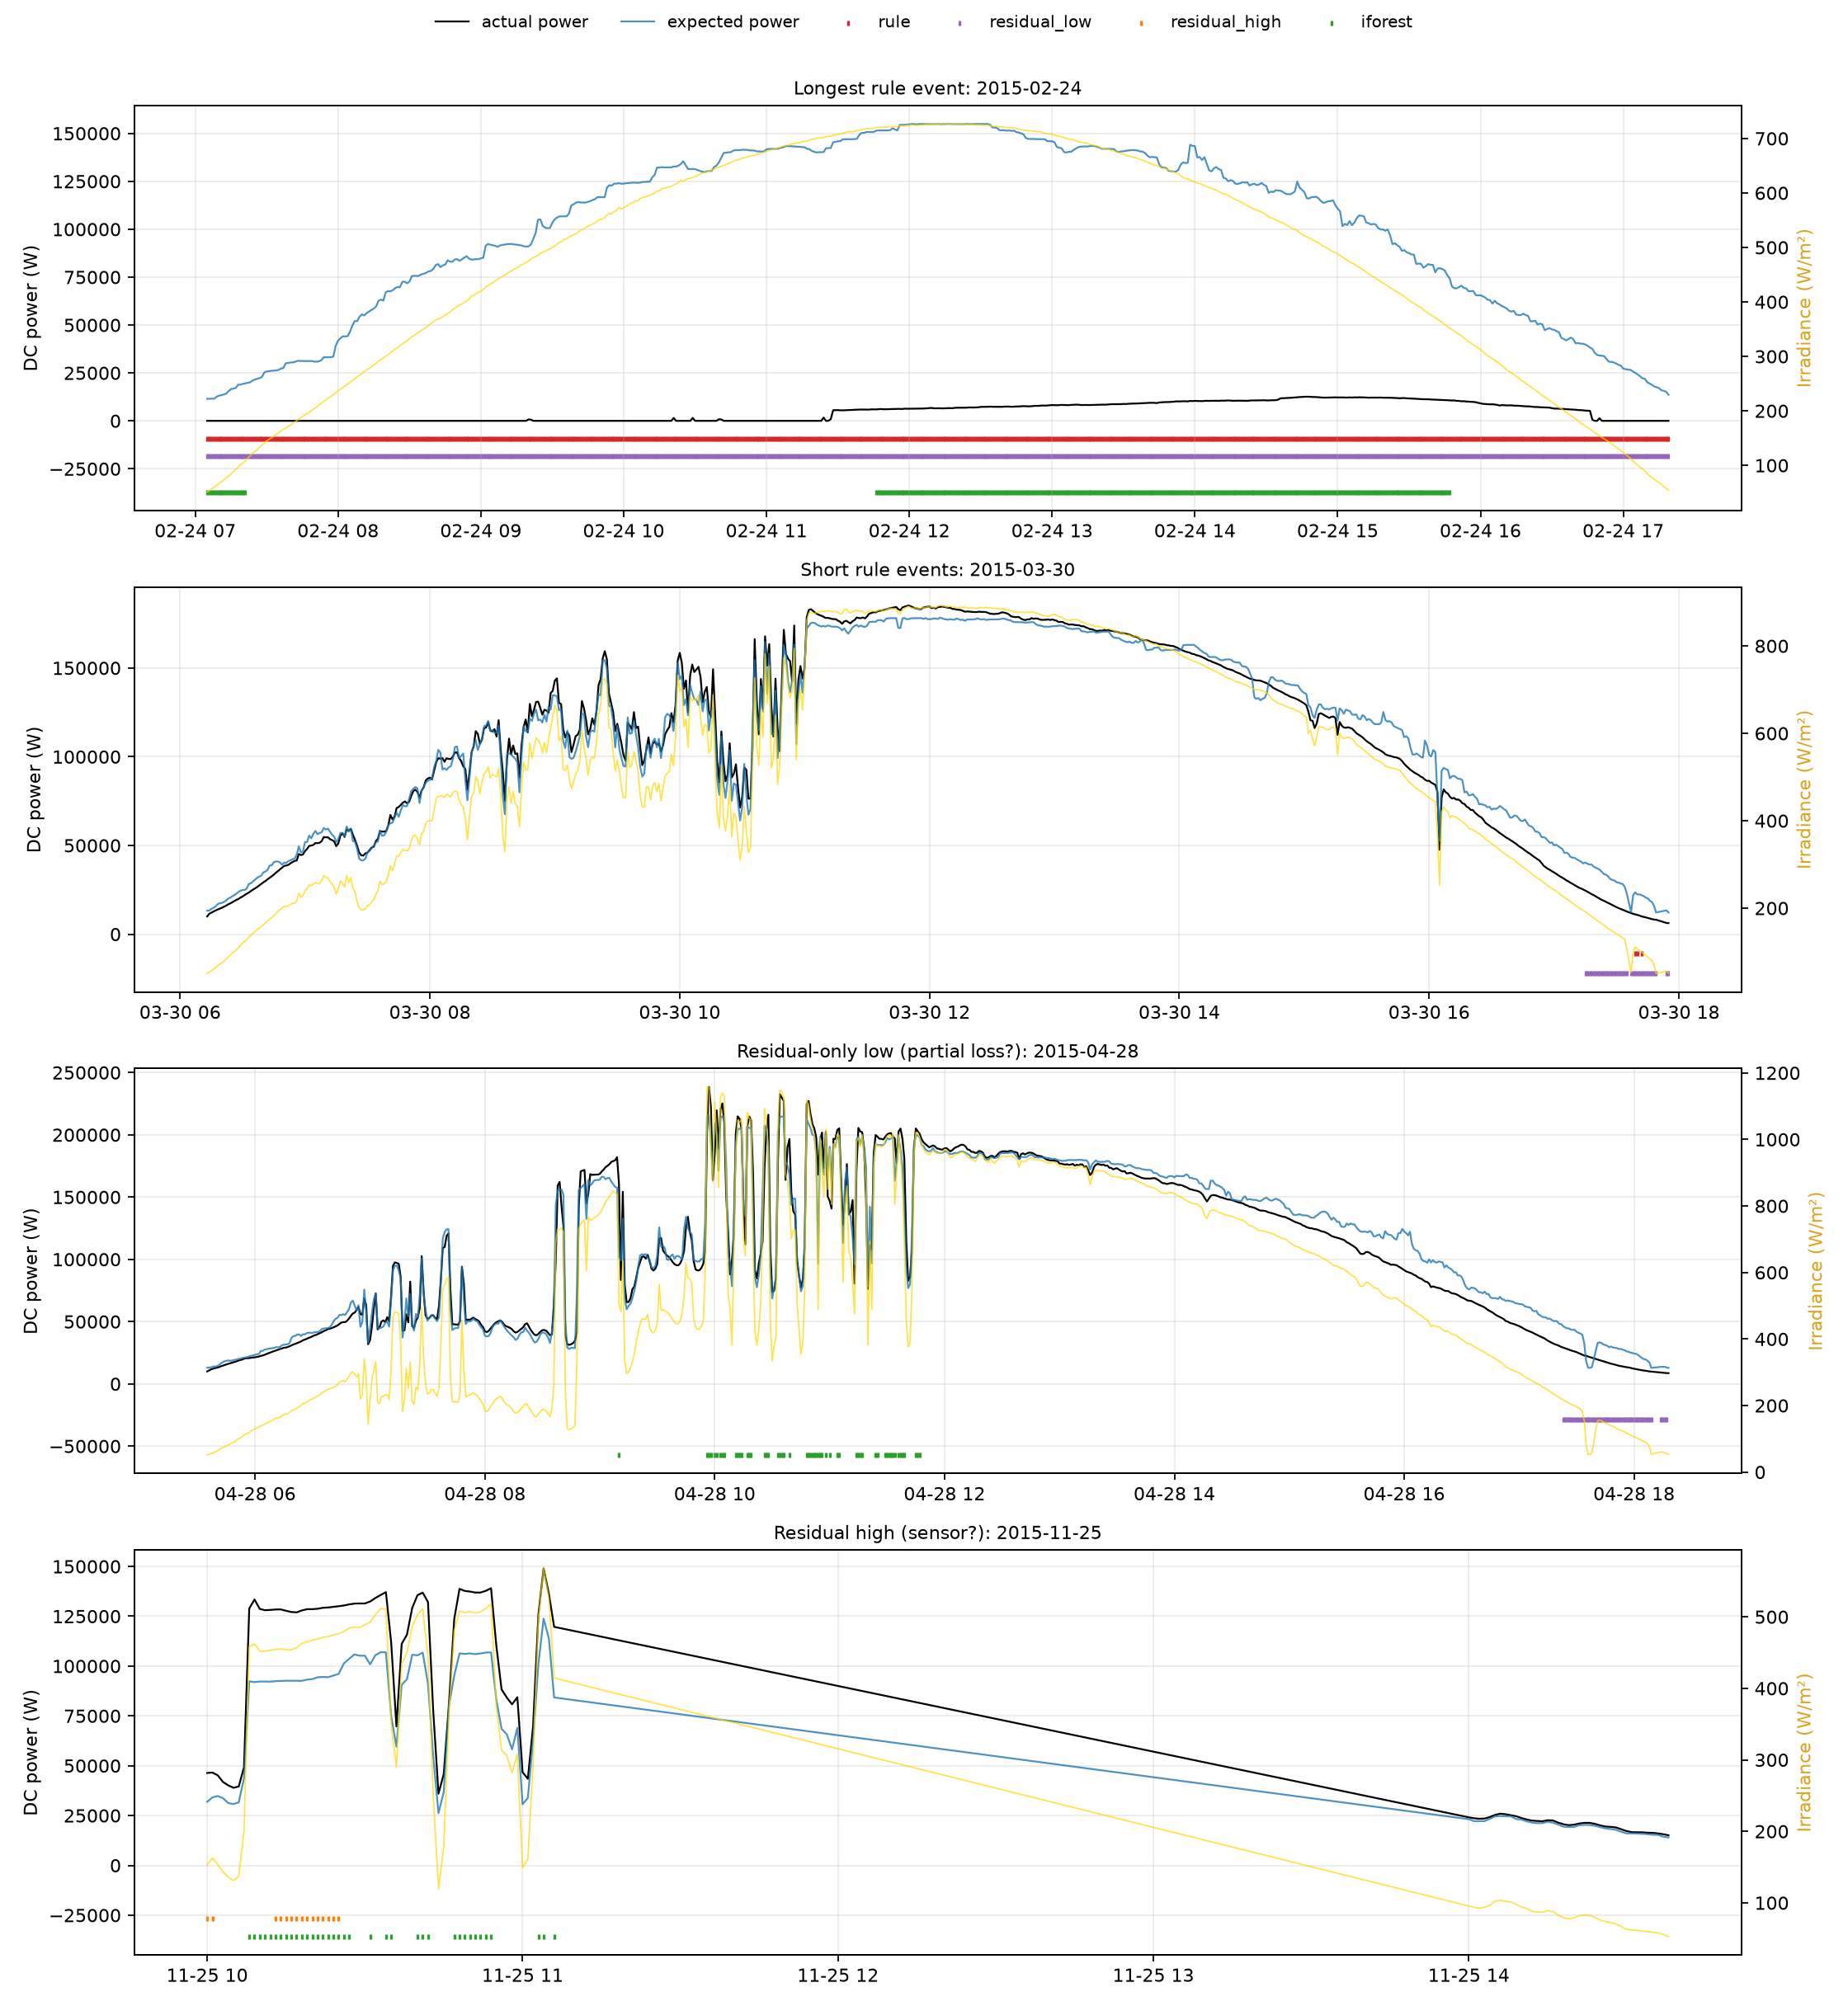 actual power expected power rule residual_low residual_high iforest
Longest rule event: 2015-02-24
DC power (W)
150000
125000
100000
75000
50000
25000
0
−25000
700
600
500
400
300
200
100
Irradiance (W/m²)
02-24 07 02-24 08 02-24 09 02-24 10 02-24 11 02-24 12 02-24 13 02-24 14 02-24 15 02-24 16 02-24 17
Short rule events: 2015-03-30
DC power (W)
150000
100000
50000
0
800
600
400
200
Irradiance (W/m²)
03-30 06 03-30 08 03-30 10 03-30 12 03-30 14 03-30 16 03-30 18
Residual-only low (partial loss?): 2015-04-28
DC power (W)
250000
200000
150000
100000
50000
0
−50000
1200
1000
800
600
400
200
0
Irradiance (W/m²)
04-28 06 04-28 08 04-28 10 04-28 12 04-28 14 04-28 16 04-28 18
Residual high (sensor?): 2015-11-25
DC power (W)
150000
125000
100000
75000
50000
25000
0
−25000
500
400
300
200
100
Irradiance (W/m²)
11-25 10 11-25 11 11-25 12 11-25 13 11-25 14